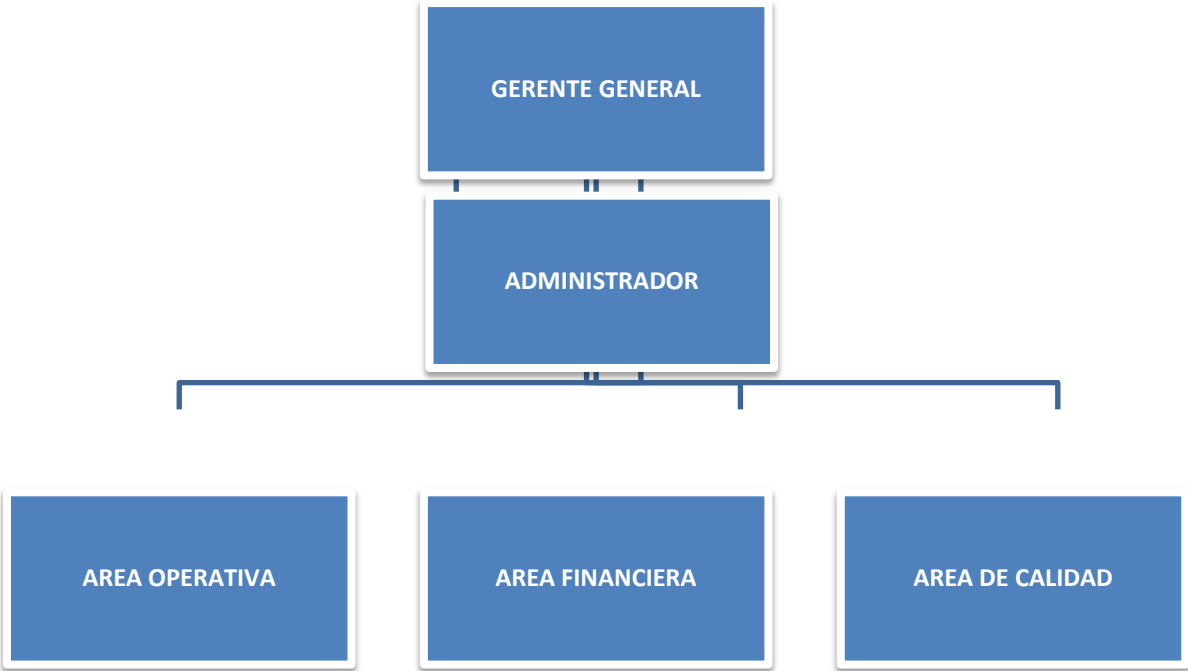 GERENTE GENERAL
ADMINISTRADOR
AREA OPERATIVA
AREA FINANCIERA
AREA DE CALIDAD